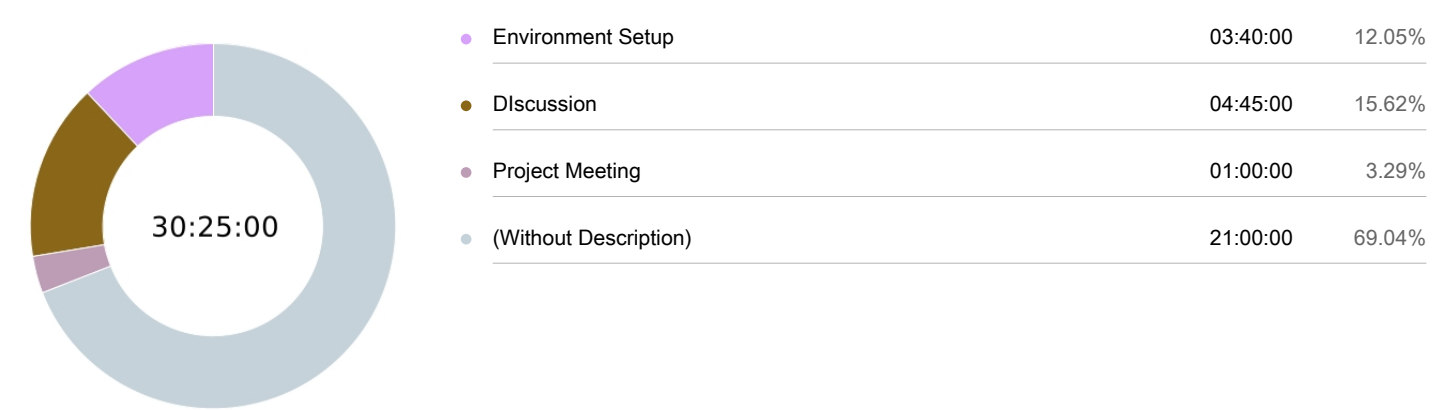 30:25:00
Environment Setup 03:40:00 12.05%
DIscussion 04:45:00 15.62%
Project Meeting 01:00:00 3.29%
(Without Description) 21:00:00 69.04%